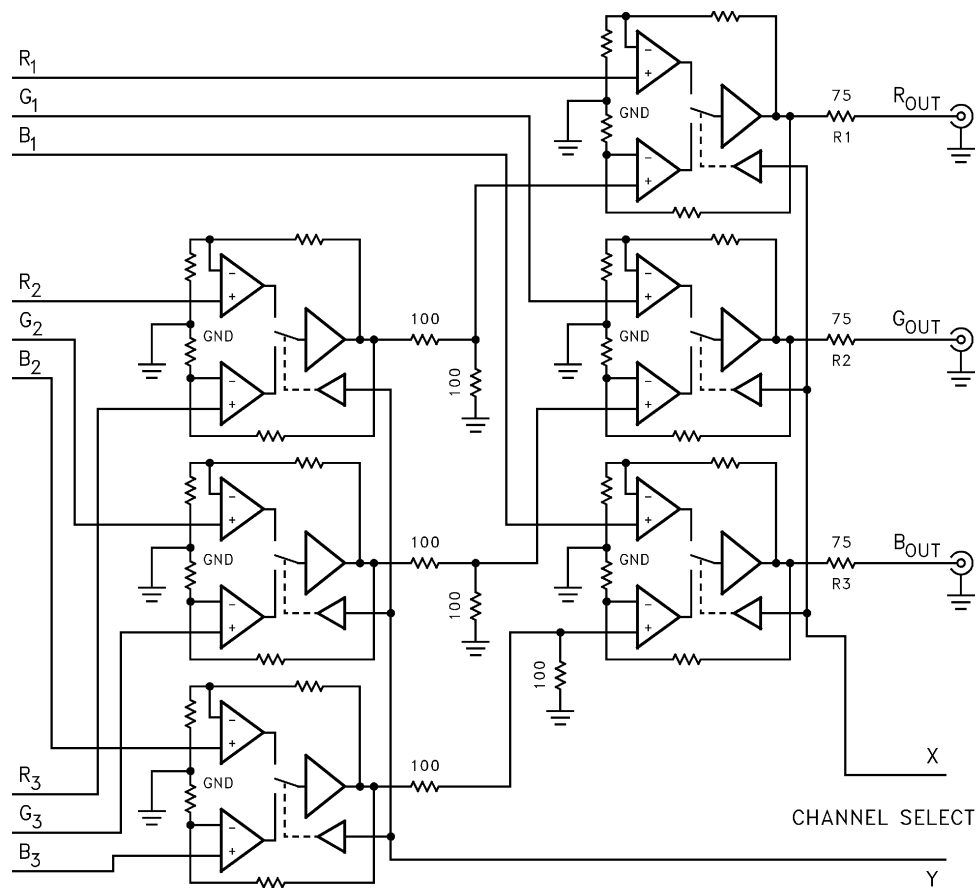 R1
G1
B1
GND
75
R1
ROUT
R2
G2
B2
GND
100
100
GND
75
R2
GOUT
GND
100
100
GND
75
R3
BOUT
100
R3
G3
B3
GND
100
X
CHANNEL SELECT
Y